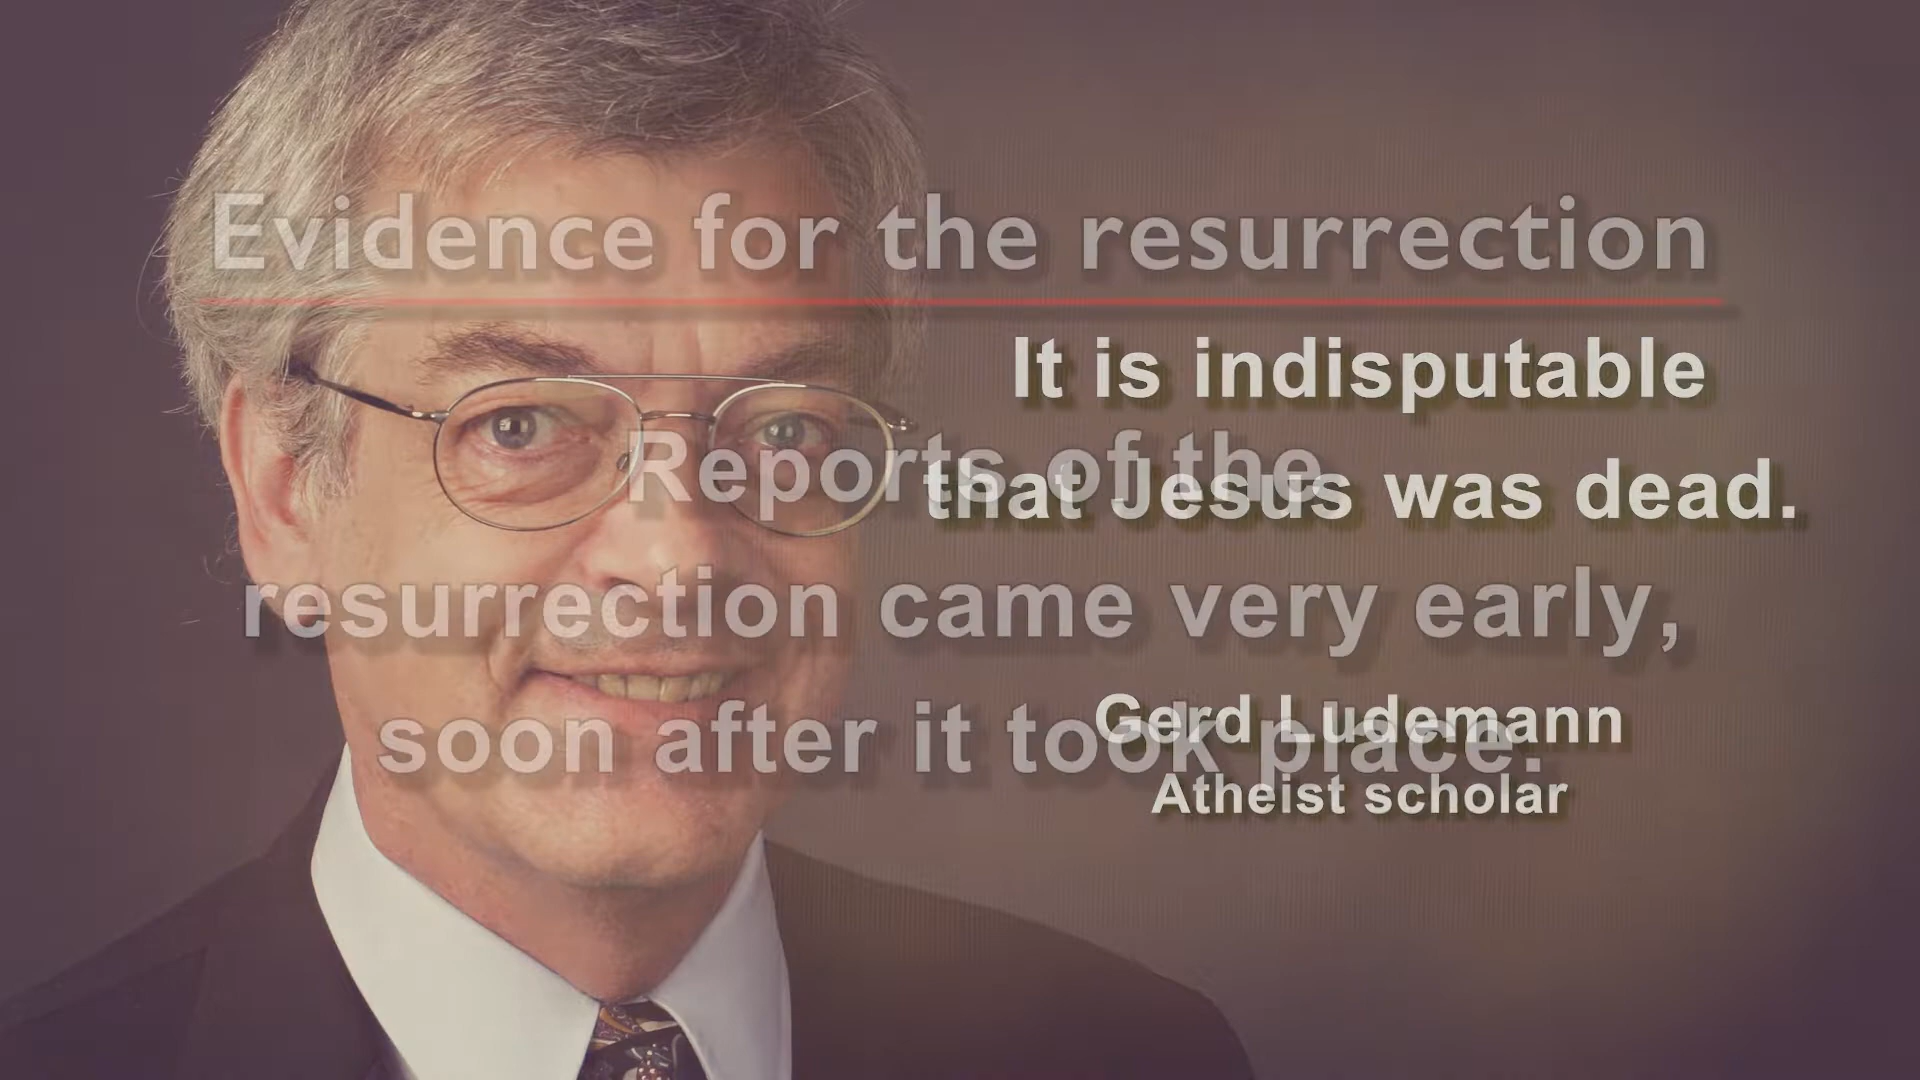 Evidence for the resurrection
It is indisputable
that Jesus was dead.
Gerd Ludemann
Atheist scholar
Reports of the
resurrection came very early,
soon after it took place.